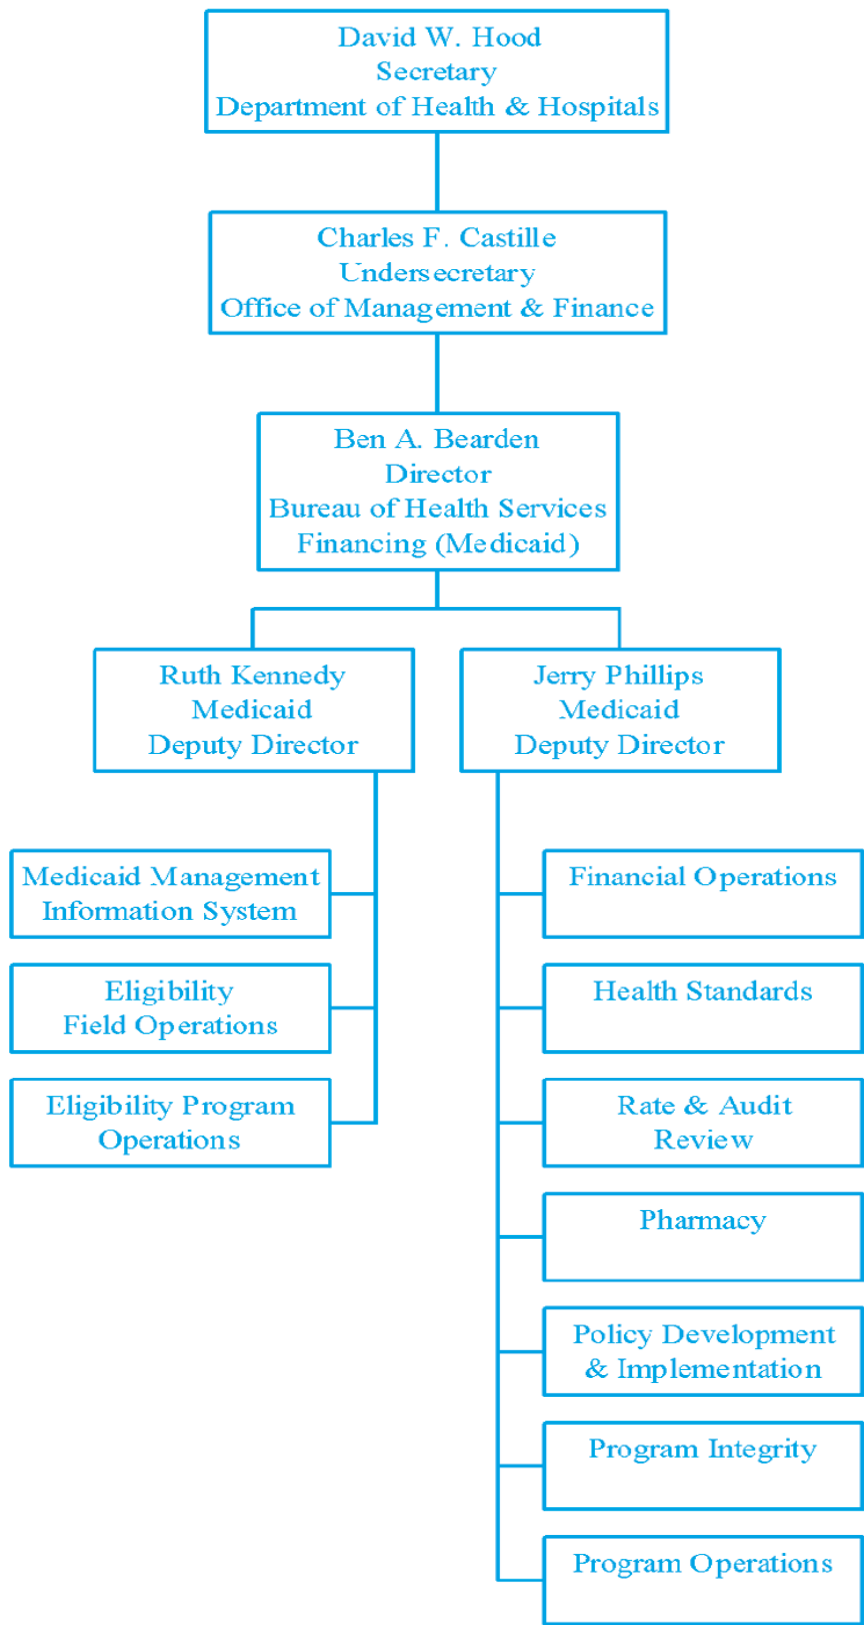 David W. Hood
Secretary
Department of Health & Hospitals
Charles F. Castille
Undersecretary
Office of Management & Finance
Ben A. Bearden
Director
Bureau of Health Services
Financing (Medicaid)
Ruth Kennedy
Medicaid
Deputy Director
Jerry Phillips
Medicaid
Deputy Director
Medicaid Management
Information System
Eligibility
Field Operations
Eligibility Program
Operations
Financial Operations
Health Standards
Rate & Audit
Review
Pharmacy
Policy Development
& Implementation
Program Integrity
Program Operations